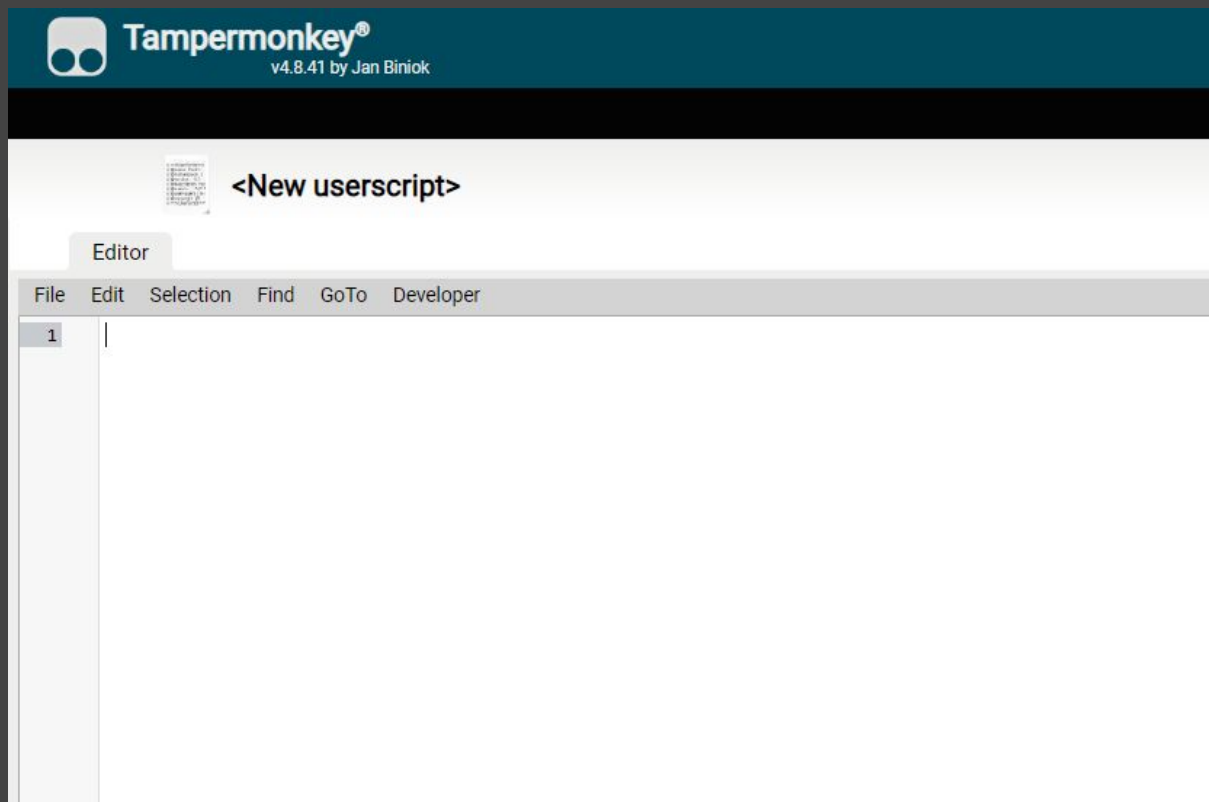 Tampermonkey®
v4.8.41 by Jan Biniok
<New userscript>
Editor
File Edit Selection Find GoTo Developer
1